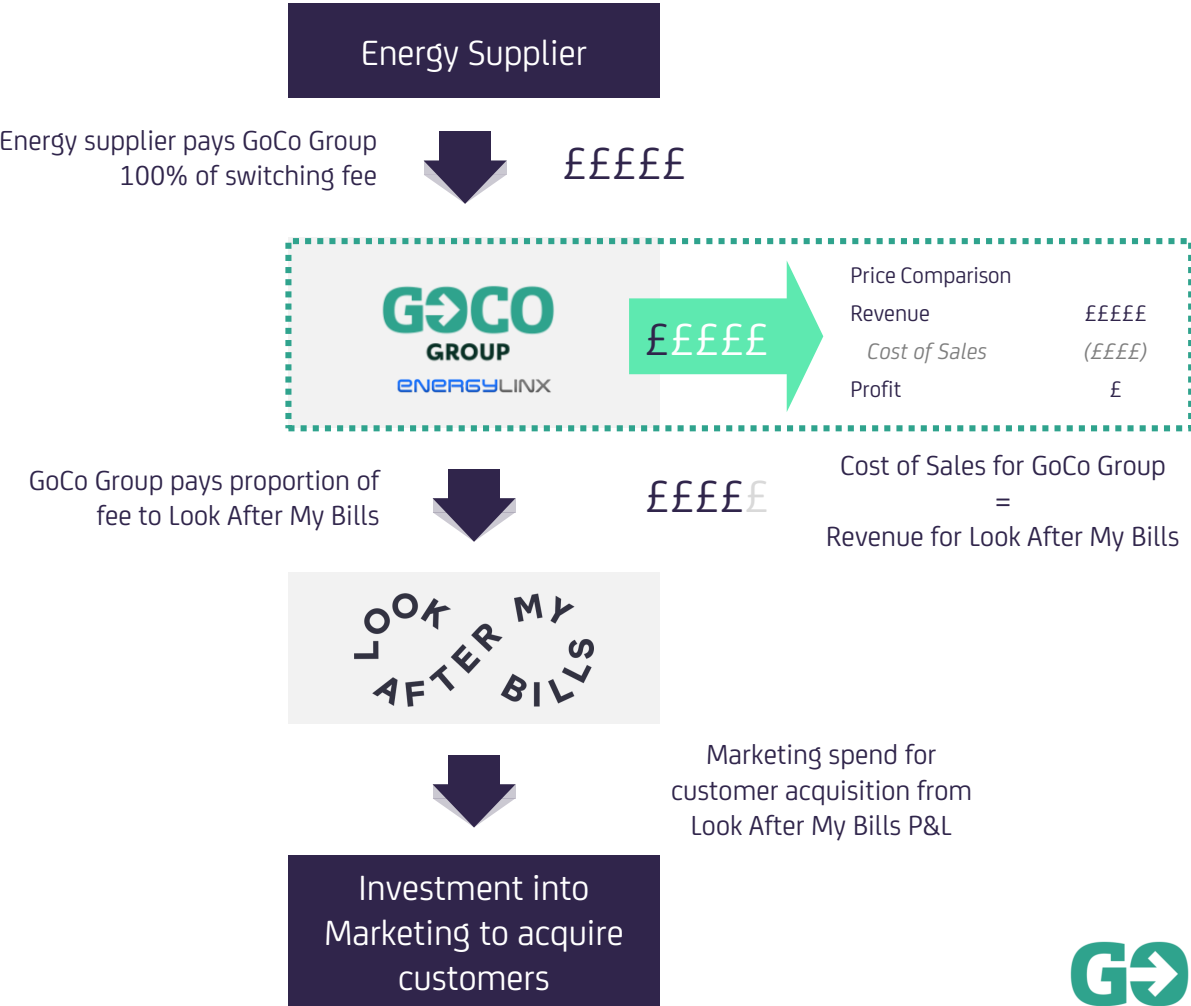 Energy Supplier
Energy supplier pays GoCo Group
100% of switching fee
£££££
GOCO
GROUP
ENERGYLINX
£££££
Price Comparison
Revenue £££££
Cost of Sales (££££)
Profit £
GoCo Group pays proportion of
fee to Look After My Bills
£££££
Cost of Sales for GoCo Group
=
Revenue for Look After My Bills
LOOK AFTER MY BILLS
Marketing spend for
customer acquisition from
Look After My Bills P&L
Investment into
Marketing to acquire
customers
GO